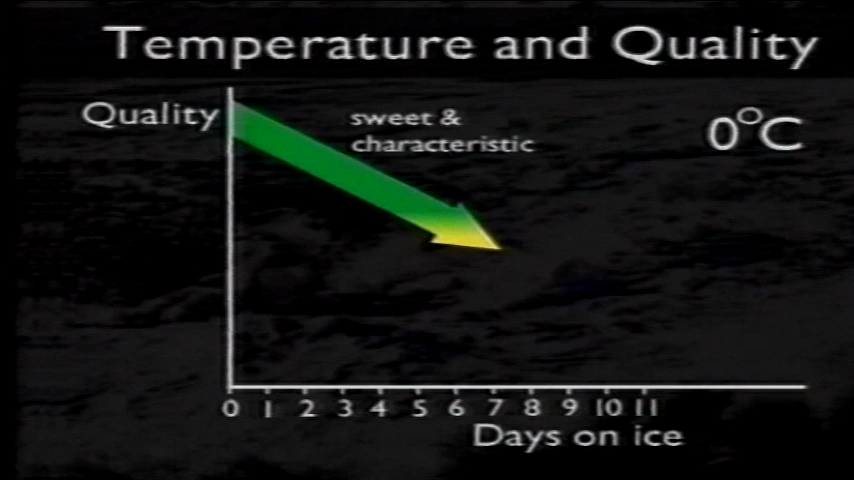 Temperature and Quality
Quality
sweet &
characteristic
0°C
0 1 2 3 4 5 6 7 8 9 10 11
Days on ice